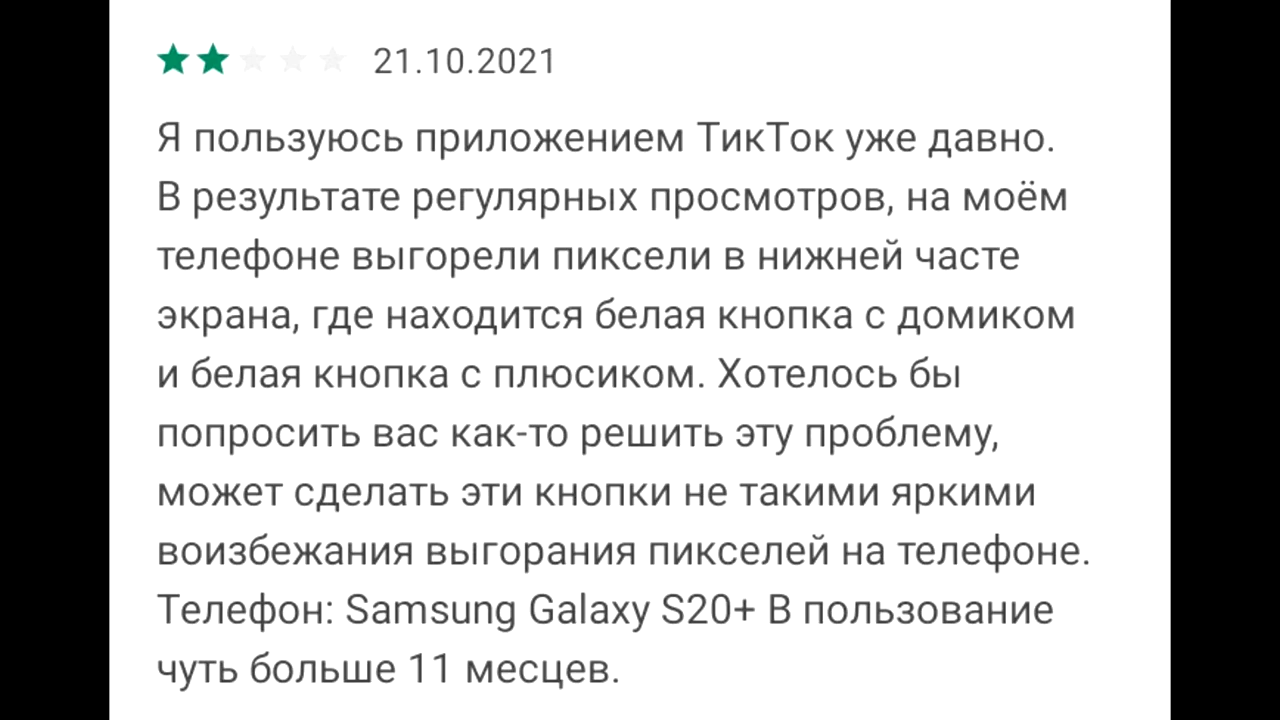 21.10.2021
Я пользуюсь приложением ТикТок уже давно.
В результате регулярных просмотров, на моём
телефоне выгорели пиксели в нижней часте
экрана, где находится белая кнопка с домиком
и белая кнопка с плюсиком. Хотелось бы
попросить вас как-то решить эту проблему,
может сделать эти кнопки не такими яркими
воизбежания выгорания пикселей на телефоне.
Телефон: Samsung Galaxy S20+ В пользование
чуть больше 11 месцев.